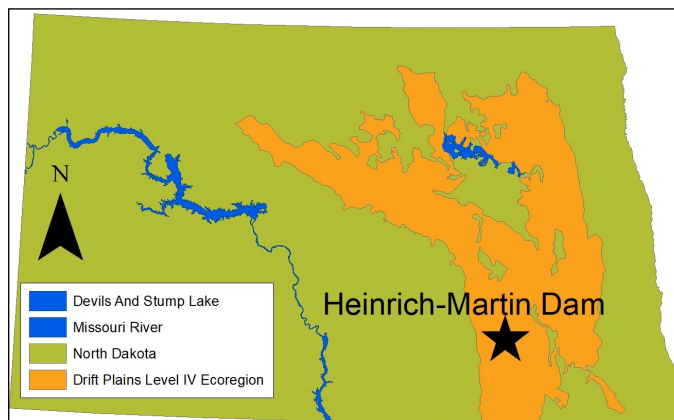 N
Heinrich-Martin Dam
Devils And Stump Lake
Missouri River
North Dakota
Drift Plains Level IV Ecoregion